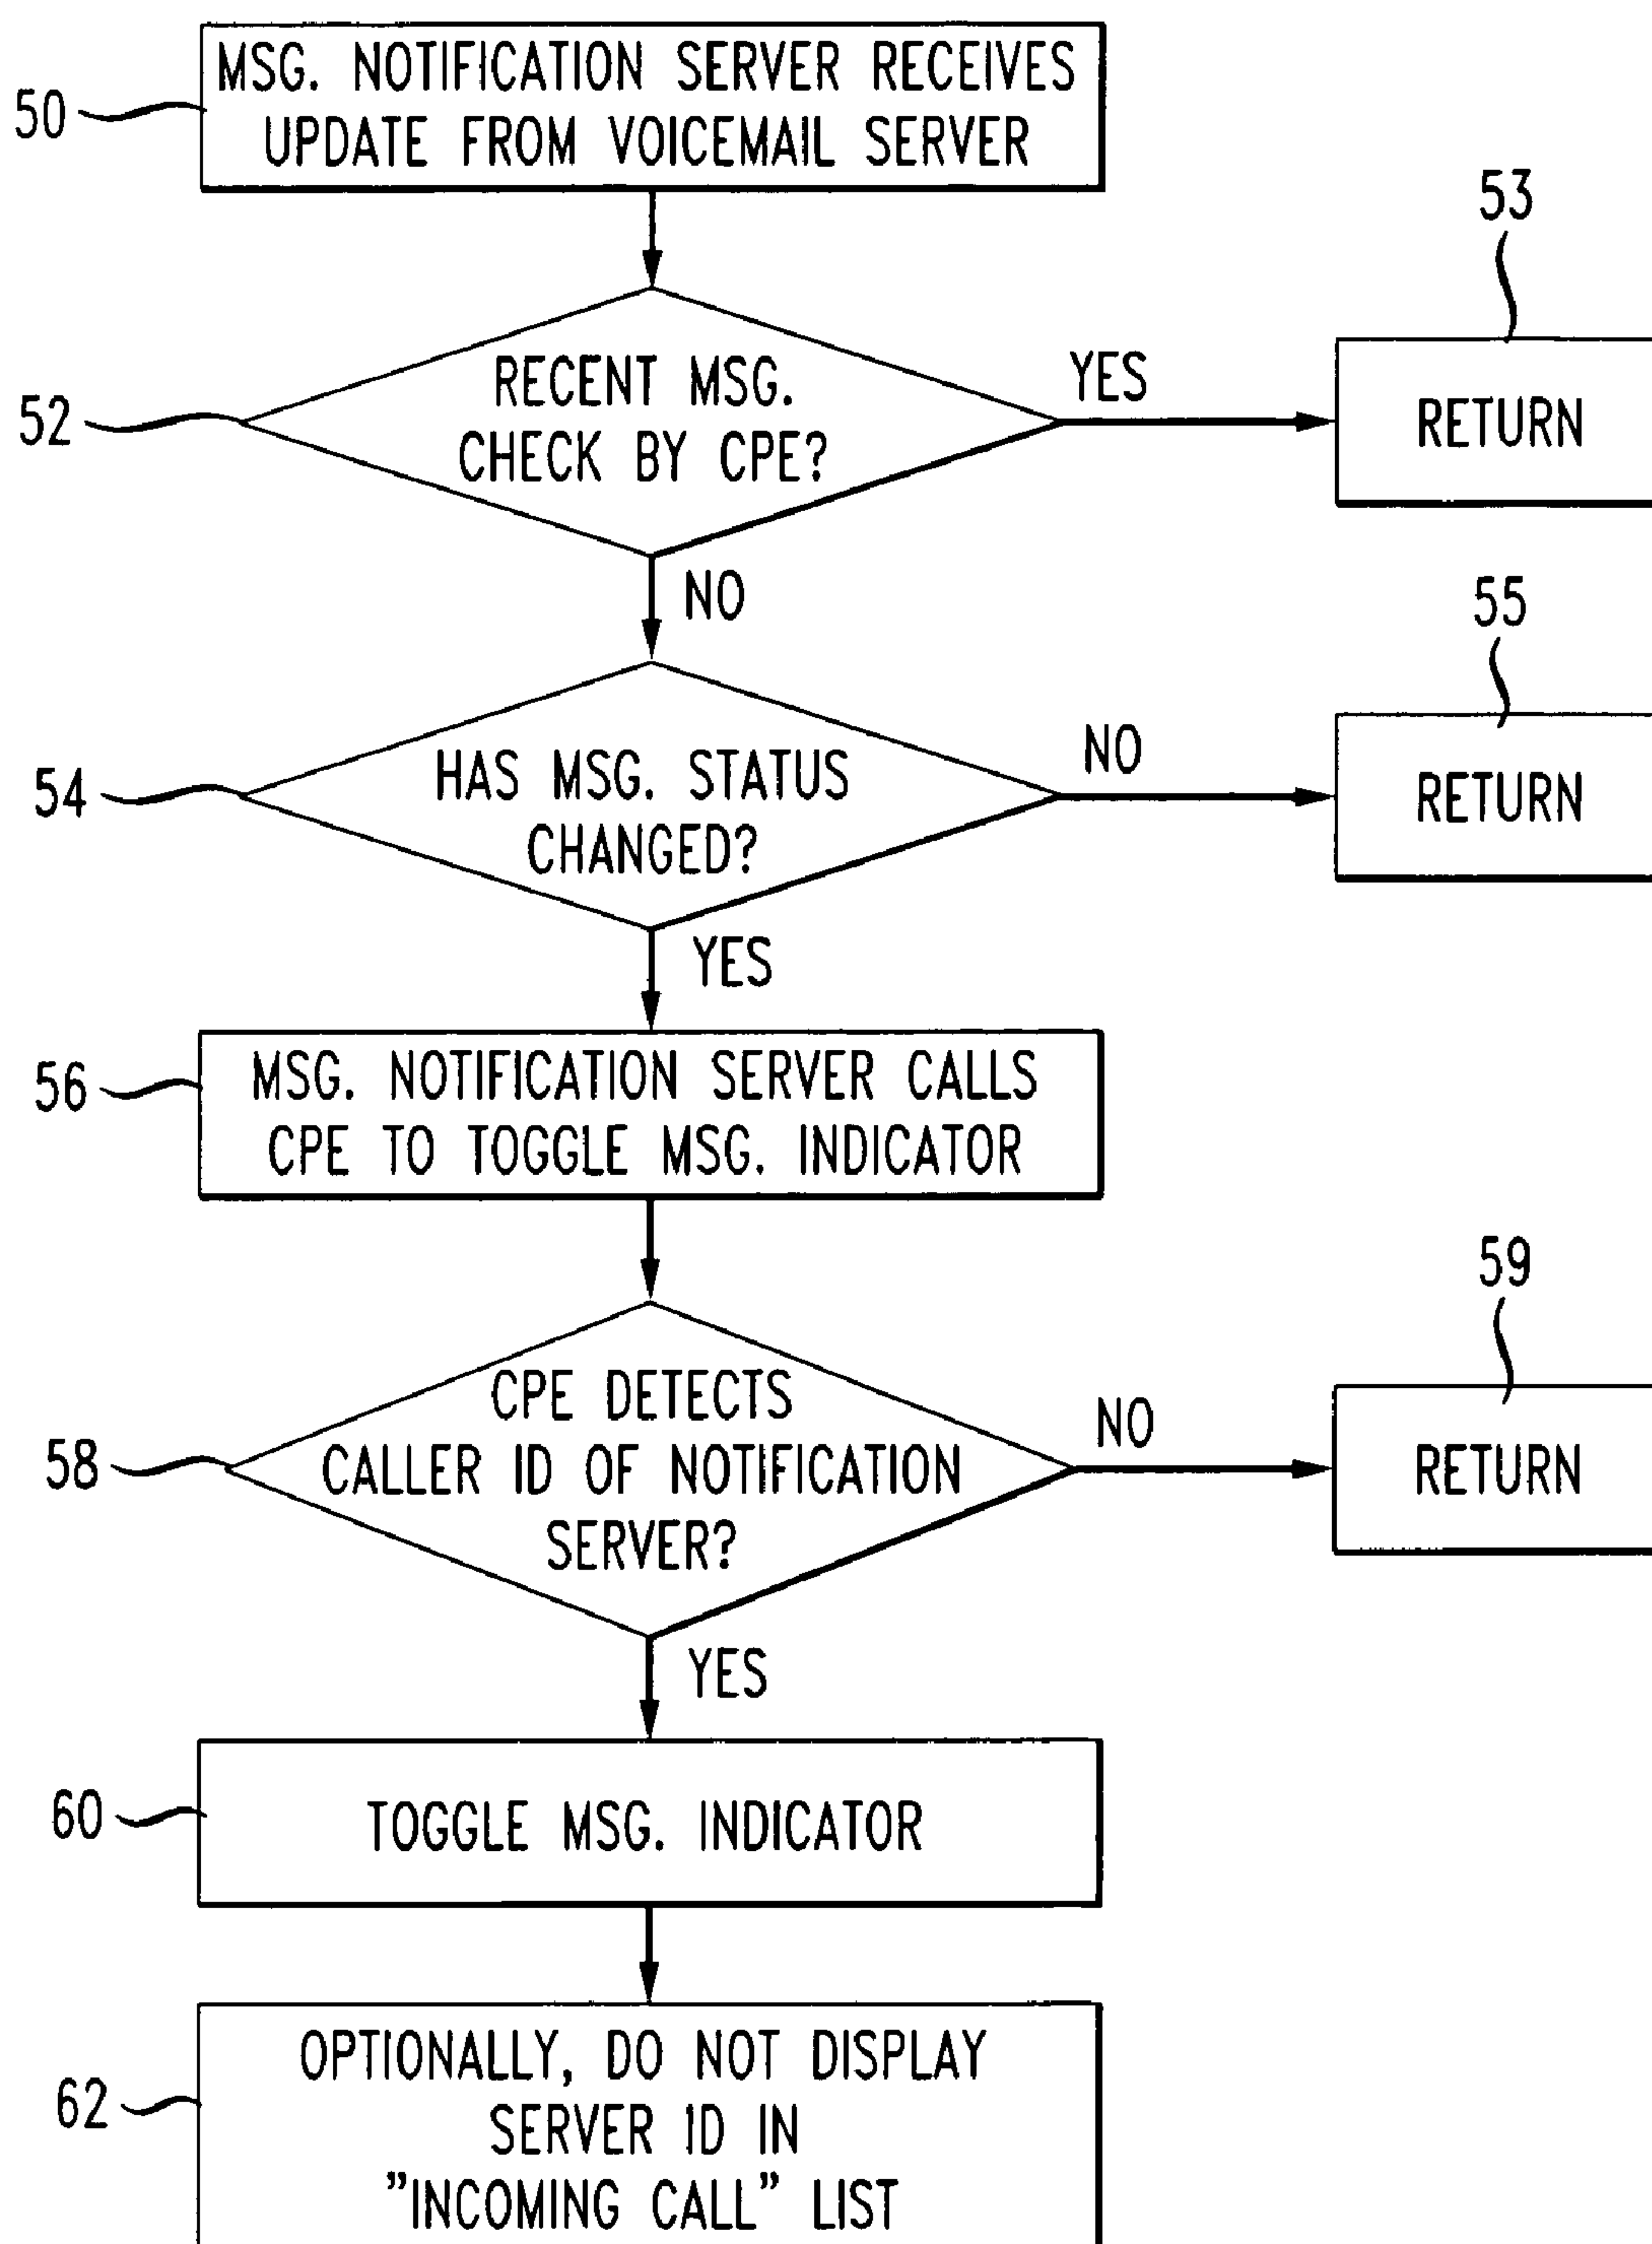 MSG. NOTIFICATION SERVER RECEIVES
UPDATE FROM VOICEMAIL SERVER
50
53
RECENT MSG.
CHECK BY CPE?
52
YES
RETURN
NO
55
HAS MSG. STATUS
CHANGED?
54
NO
RETURN
YES
MSG. NOTIFICATION SERVER CALLS
CPE TO TOGGLE MSG. INDICATOR
56
59
CPE DETECTS
CALLER ID OF NOTIFICATION
SERVER?
58
NO
RETURN
YES
60
TOGGLE MSG. INDICATOR
OPTIONALLY, DO NOT DISPLAY
SERVER ID IN
"INCOMING CALL" LIST
62